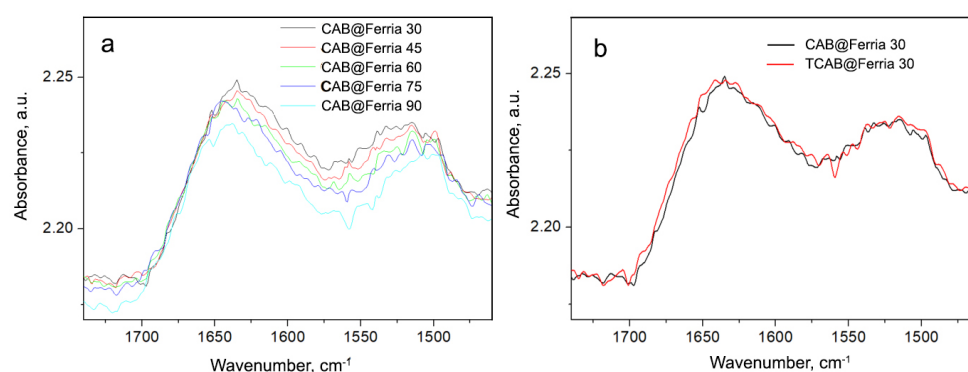 a
CAB@Ferria 30
CAB@Ferria 45
CAB@Ferria 60
CAB@Ferria 75
CAB@Ferria 90
Absorbance, a.u.
2.25
2.20
1700 1650 1600 1550 1500
Wavenumber. cm⁻¹
b
CAB@Ferria 30
TCAB@Ferria 30
Absorbance, a.u.
2.25
2.20
1700 1650 1600 1550 1500
Wavenumber, cm⁻¹